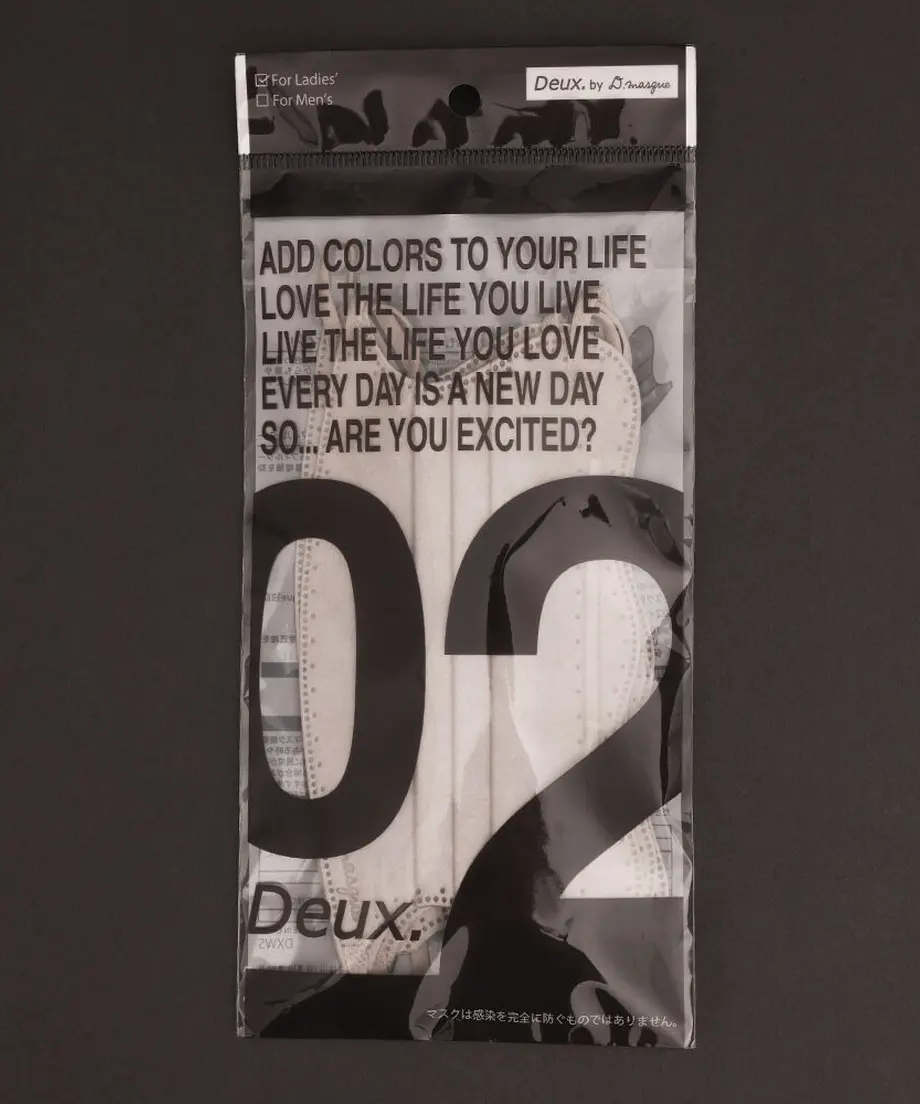 For Ladies'
For Men's
Deux. by D.masque
ADD COLORS TO YOUR LIFE
LOVE THE LIFE YOU LIVE
LIVE THE LIFE YOU LOVE
EVERY DAY IS A NEW DAY
SO... ARE YOU EXCITED?
02
Deux.
マスクは感染を完全に防ぐものではありません。